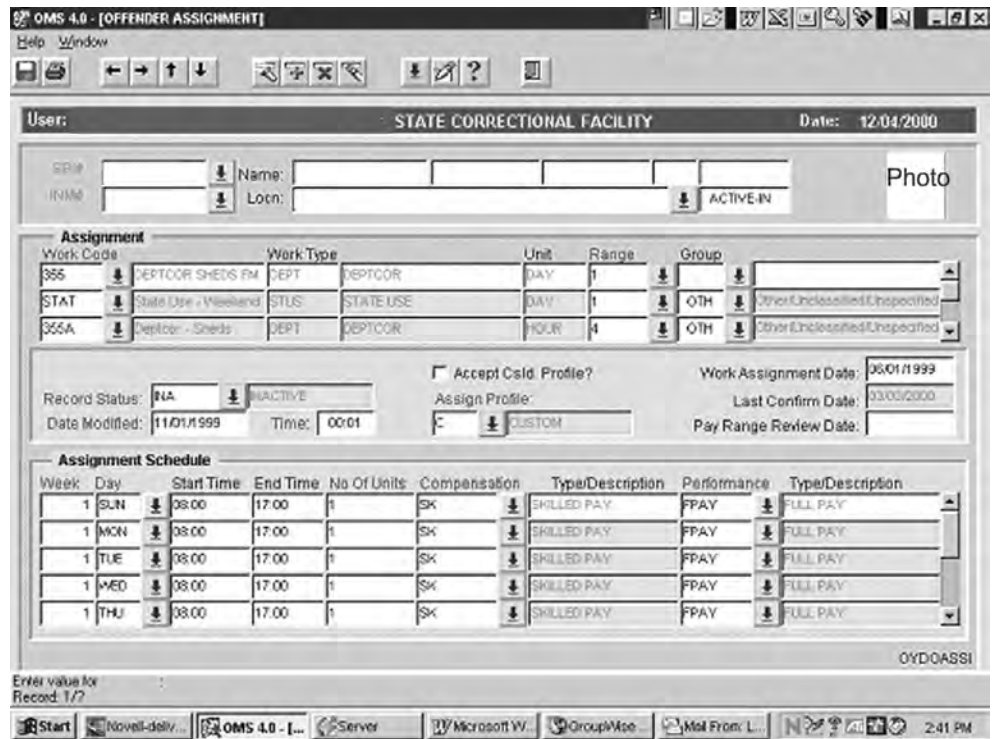 OMS 4.0 - [OFFENDER ASSIGNMENT]
Help Window
User: STATE CORRECTIONAL FACILITY Date: 12/04/2000
Name:
Locn: ACTIVE-IN
Photo
Assignment
Work Code Work Type Unit Range Group
355 DEPTCOR SHEDS FM DEPT DEPTCOR DAY 1
STAT State Use - Weekend STUS STATE USE DAY 1 OTH Other/Unclassified/Unspecified
355A Deptcor - Sheds DEPT DEPTCOR HOUR 4 OTH Other/Unclassified/Unspecified
Accept Csld. Profile? Work Assignment Date: 06/01/1999
Record Status: INA INACTIVE Assign Profile: Last Confirm Date: 03/03/2000
Date Modified: 11/01/1999 Time: 00:01 C CUSTOM Pay Range Review Date:
Assignment Schedule
Week Day Start Time End Time No Of Units Compensation Type/Description Performance Type/Description
1 SUN 08:00 17:00 1 SK SKILLED PAY FPAY FULL PAY
1 MON 08:00 17:00 1 SK SKILLED PAY FPAY FULL PAY
1 TUE 08:00 17:00 1 SK SKILLED PAY FPAY FULL PAY
1 WED 08:00 17:00 1 SK SKILLED PAY FPAY FULL PAY
1 THU 08:00 17:00 1 SK SKILLED PAY FPAY FULL PAY
OYDOASSI
Enter value for :
Record: 1/?
Start Novell-deliv... OMS 4.0 - [... Server Microsoft W... GroupWise... Mail From: L... 2:41 PM